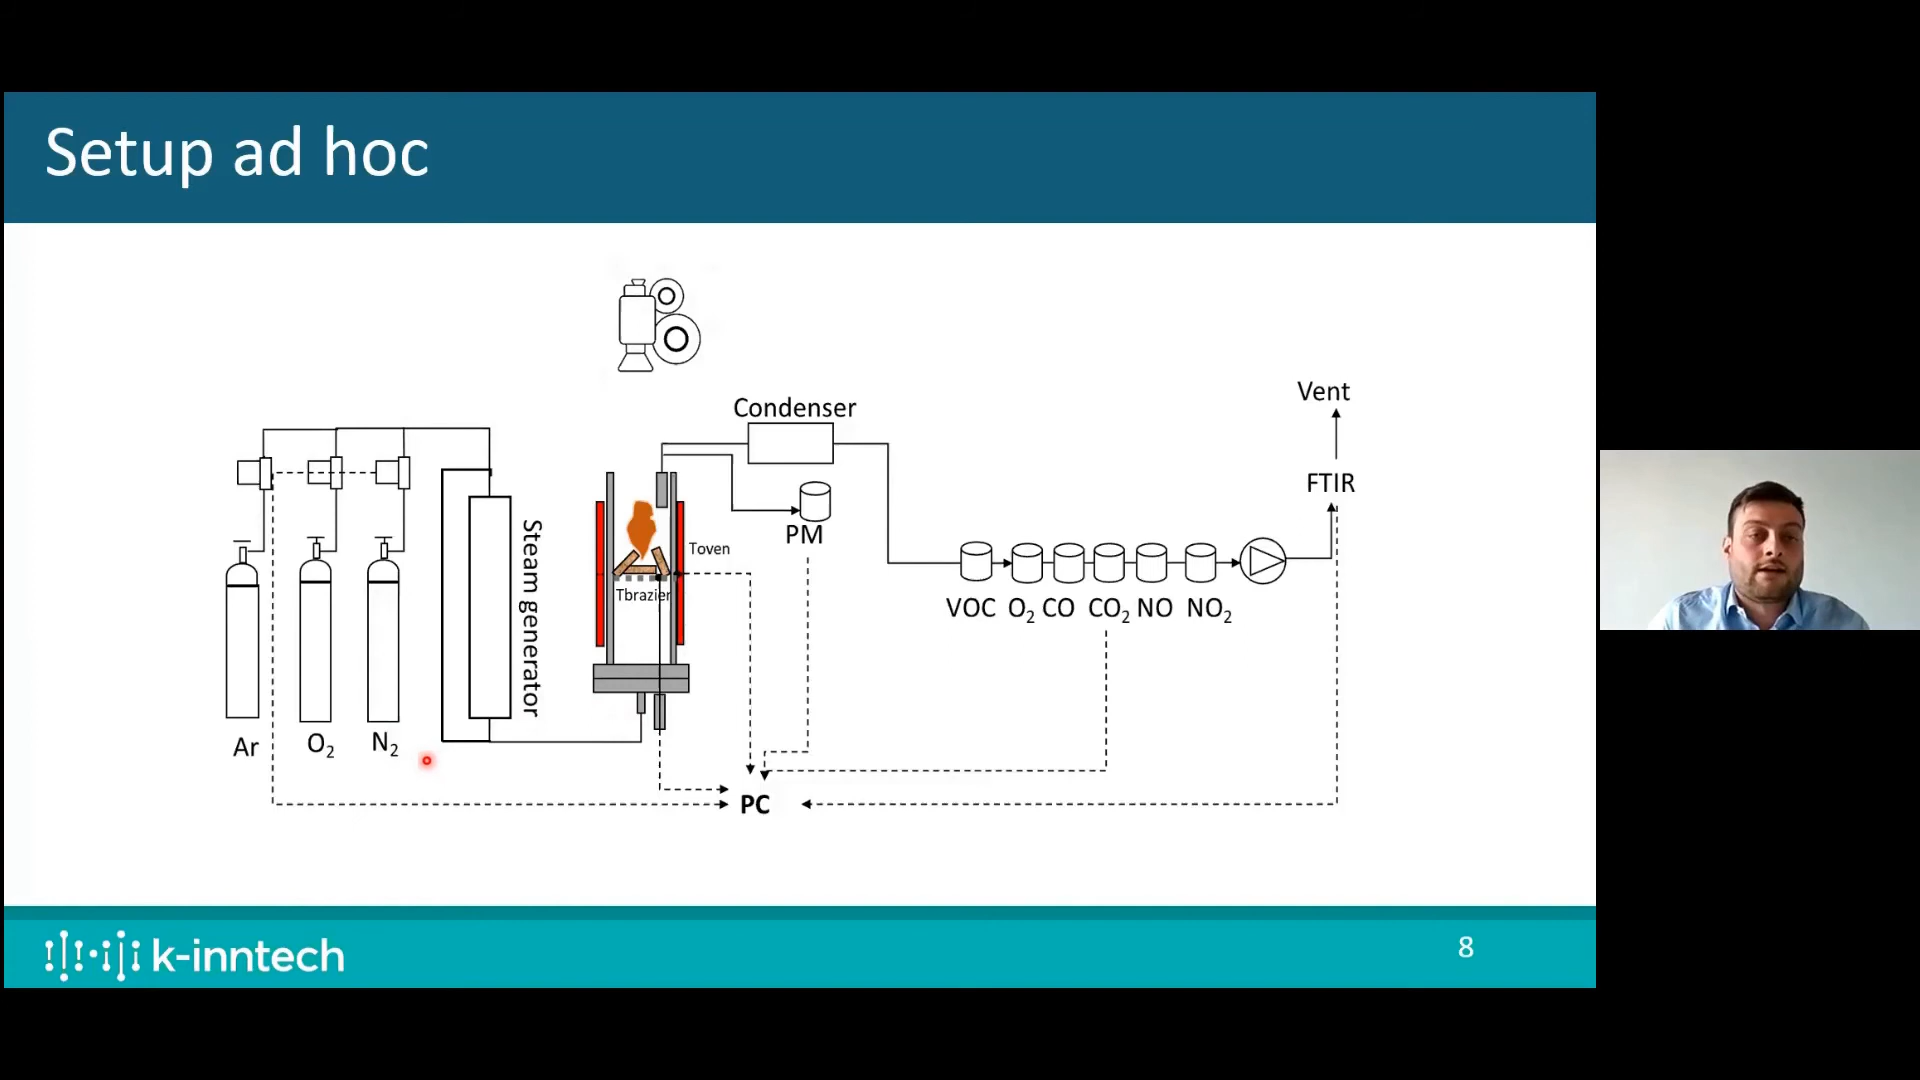 Setup ad hoc
Vent
Condenser
FTIR
PM
Toven
Tbrazier
Steam generator
VOC O₂ CO CO₂ NO NO₂
Ar O₂ N₂
PC
k-inntech
8